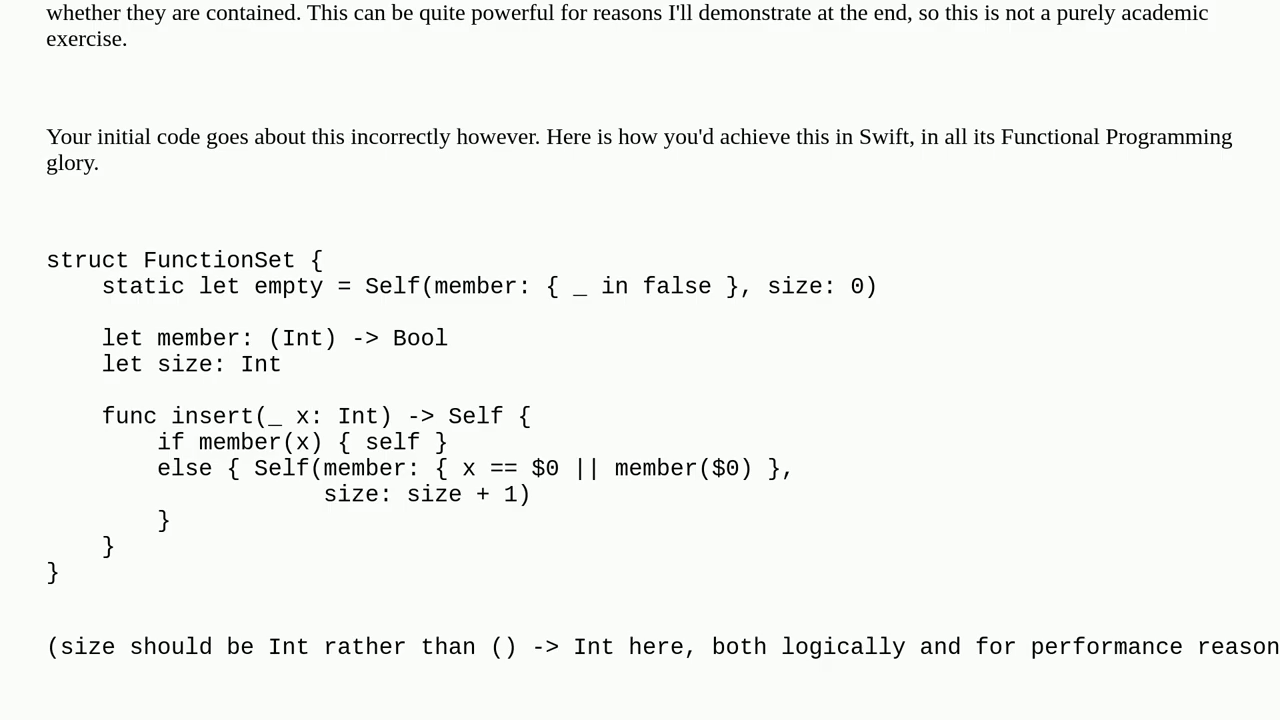 whether they are contained. This can be quite powerful for reasons I'll demonstrate at the end, so this is not a purely academic
exercise.
Your initial code goes about this incorrectly however. Here is how you'd achieve this in Swift, in all its Functional Programming
glory.
struct FunctionSet {
    static let empty = Self(member: { _ in false }, size: 0)
    let member: (Int) -> Bool
    let size: Int
    func insert(_ x: Int) -> Self {
        if member(x) { self }
        else { Self(member: { x == $0 || member($0) },
                    size: size + 1)
        }
    }
}
(size should be Int rather than () -> Int here, both logically and for performance reason